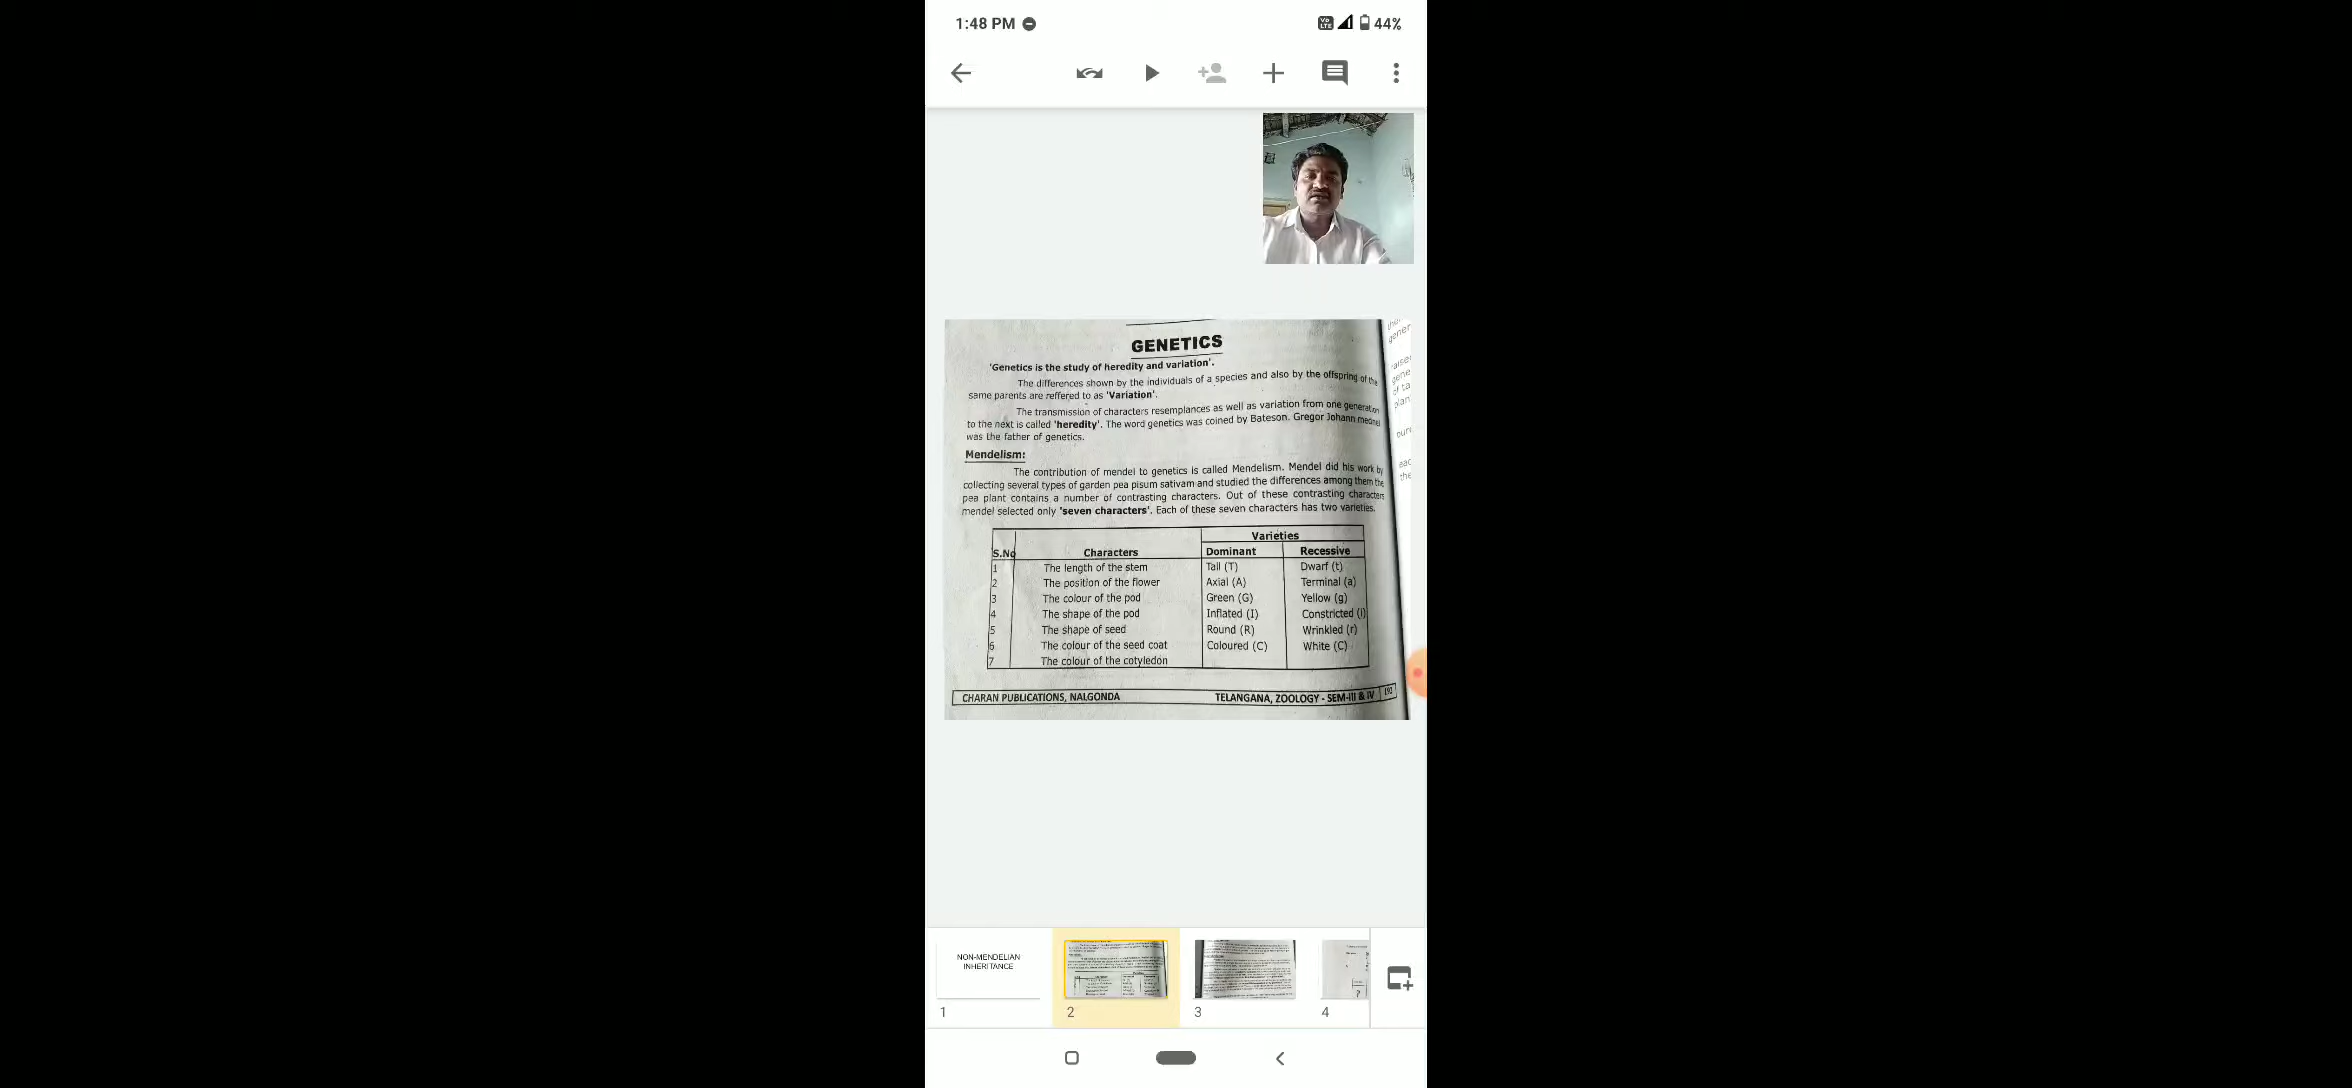 1:48 PM
Vo LTE 44%
GENETICS
'Genetics is the study of heredity and variation'.
The differences shown by the individuals of a species and also by the offspring of the
same parents are reffered to as 'Variation'.
The transmission of characters resemplances as well as variation from one generation
to the next is called 'heredity'. The word genetics was coined by Bateson. Gregor Johann mednel
was the father of genetics.
Mendelism:
The contribution of mendel to genetics is called Mendelism. Mendel did his work by
collecting several types of garden pea pisum sativam and studied the differences among them the
pea plant contains a number of contrasting characters. Out of these contrasting characters
mendel selected only 'seven characters'. Each of these seven characters has two varieties.
Varieties
S.No Characters Dominant Recessive
1 The length of the stem Tall (T) Dwarf (t)
2 The position of the flower Axial (A) Terminal (a)
3 The colour of the pod Green (G) Yellow (g)
4 The shape of the pod Inflated (I) Constricted (i)
5 The shape of seed Round (R) Wrinkled (r)
6 The colour of the seed coat Coloured (C) White (C)
7 The colour of the cotyledon
CHARAN PUBLICATIONS, NALGONDA TELANGANA, ZOOLOGY - SEM-III & IV
NON-MENDELIAN
INHERITANCE
1 2 3 4